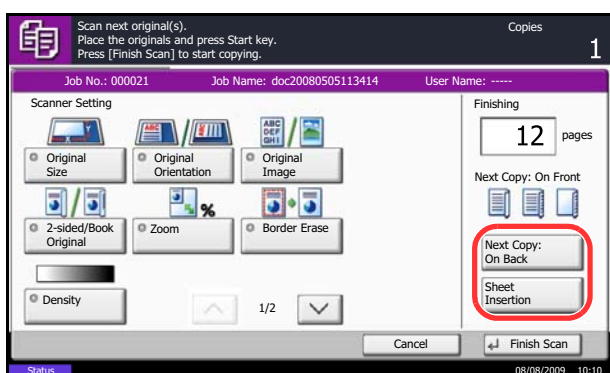 Scan next original(s).
Place the originals and press Start key.
Press [Finish Scan] to start copying.
Copies
1
Job No.: 000021
Job Name: doc20080505113414
User Name: -----
Scanner Setting
Finishing
ABC
ABC
DEF
GHI
12 pages
Original
Size
Original
Orientation
Original
Image
Next Copy: On Front
%
2-sided/Book
Original
Zoom
Border Erase
Next Copy:
On Back
Sheet
Insertion
Density
1/2
Cancel
Finish Scan
Status
08/08/2009 10:10